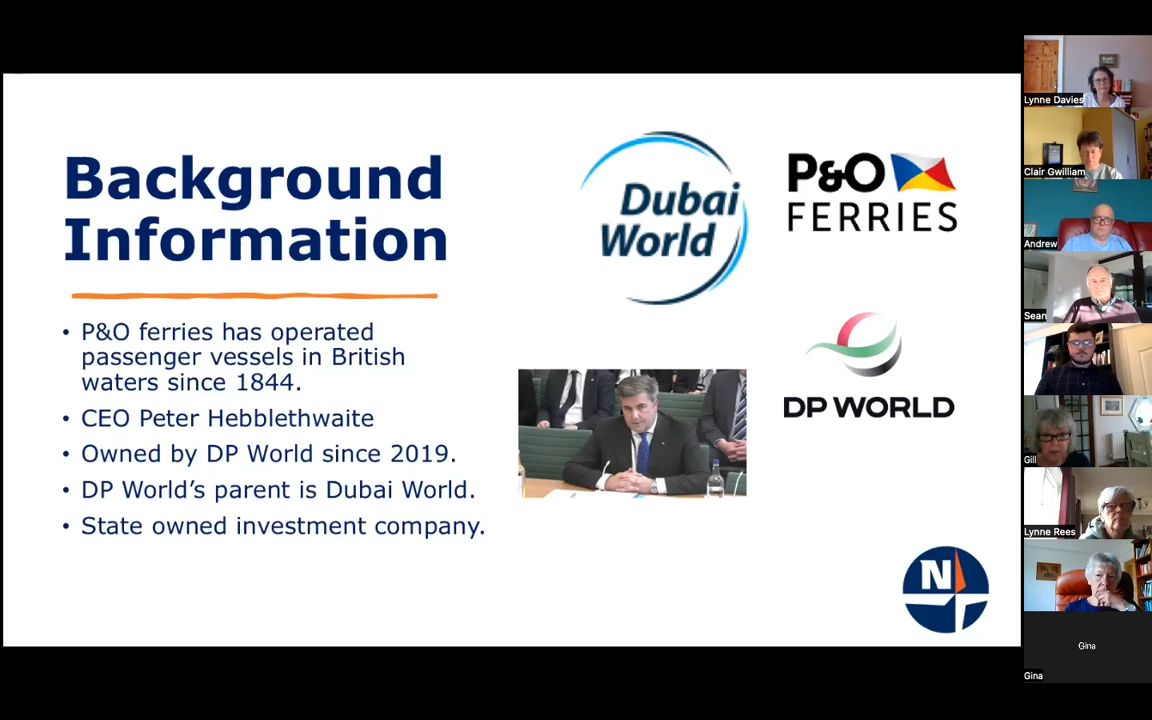 Background
Information
• P&O ferries has operated
passenger vessels in British
waters since 1844.
• CEO Peter Hebblethwaite
• Owned by DP World since 2019.
• DP World’s parent is Dubai World.
• State owned investment company.
Dubai
World
P&O
FERRIES
DP WORLD
N
Lynne Davies
Clair Gwilliam
Andrew
Sean
Gill
Lynne Rees
Gina
Gina